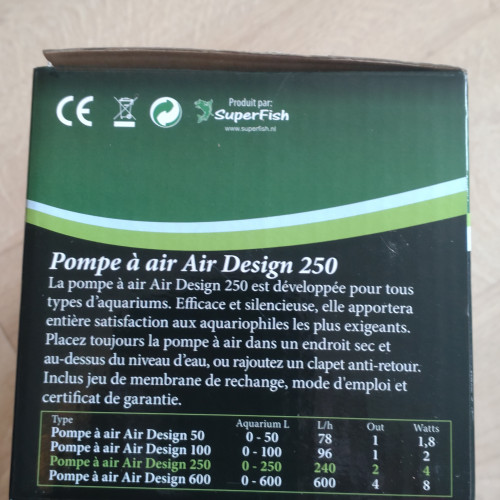 CE
Produit par:
SuperFish
www.superfish.nl
Pompe à air Air Design 250
La pompe à air Air Design 250 est développée pour tous
types d'aquariums. Efficace et silencieuse, elle apportera
entière satisfaction aux aquariophiles les plus exigeants.
Placez toujours la pompe à air dans un endroit sec et
au-dessus du niveau d'eau, ou rajoutez un clapet anti-retour.
Inclus jeu de membrane de rechange, mode d'emploi et
certificat de garantie.
Type Aquarium L L/h Out Watts
Pompe à air Air Design 50 0 - 50 78 1 1,8
Pompe à air Air Design 100 0 - 100 96 1 2
Pompe à air Air Design 250 0 - 250 240 2 4
Pompe à air Air Design 600 0 - 600 600 4 8